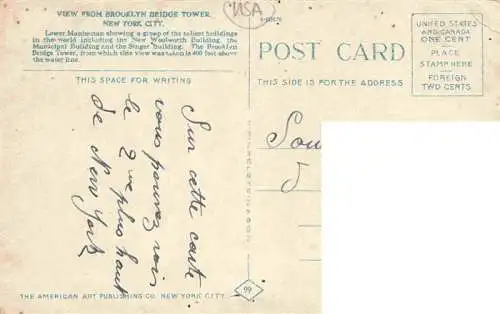 VIEW FROM BROOKLYN BRIDGE TOWER,
NEW YORK CITY.
Lower Manhattan showing a group of the tallest buildings
in the world including the New Woolworth Building, the
Municipal Building and the Singer Building. The Brooklyn
Bridge Tower, from which this view was taken is 400 feet above
the water line.
USA
POST CARD
UNITED STATES
AND CANADA
ONE CENT
PLACE
STAMP HERE
FOREIGN
TWO CENTS
THIS SPACE FOR WRITING
THIS SIDE IS FOR THE ADDRESS
Sur cette carte
vous pouvez voir
le 2me plus haut
de New York
Sou
99
THE AMERICAN ART PUBLISHING CO. NEW YORK CITY.